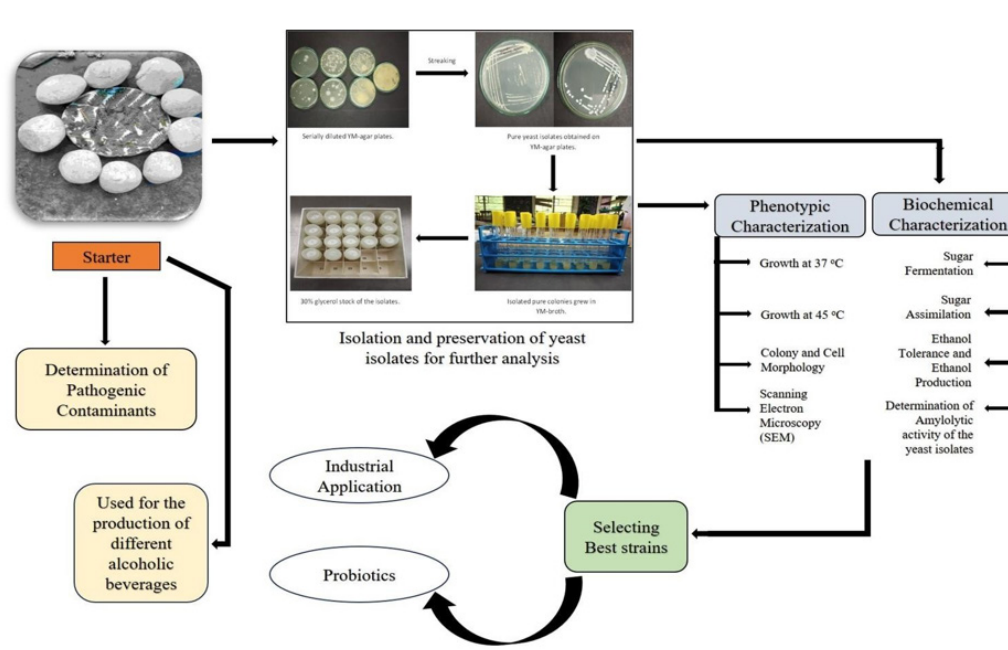 Streaking
Serially diluted YM-agar plates.
Pure yeast isolates obtained on
YM-agar plates.
30% glycerol stock of the isolates.
Isolated pure colonies grew in
YM-broth.
Isolation and preservation of yeast
isolates for further analysis
Starter
Determination of
Pathogenic
Contaminants
Used for the
production of
different
alcoholic
beverages
Phenotypic
Characterization
Growth at 37 ⁰C
Growth at 45 ⁰C
Colony and Cell
Morphology
Scanning
Electron
Microscopy
(SEM)
Biochemical
Characterization
Sugar
Fermentation
Sugar
Assimilation
Ethanol
Tolerance and
Ethanol
Production
Determination of
Amylolytic
activity of the
yeast isolates
Selecting
Best strains
Industrial
Application
Probiotics